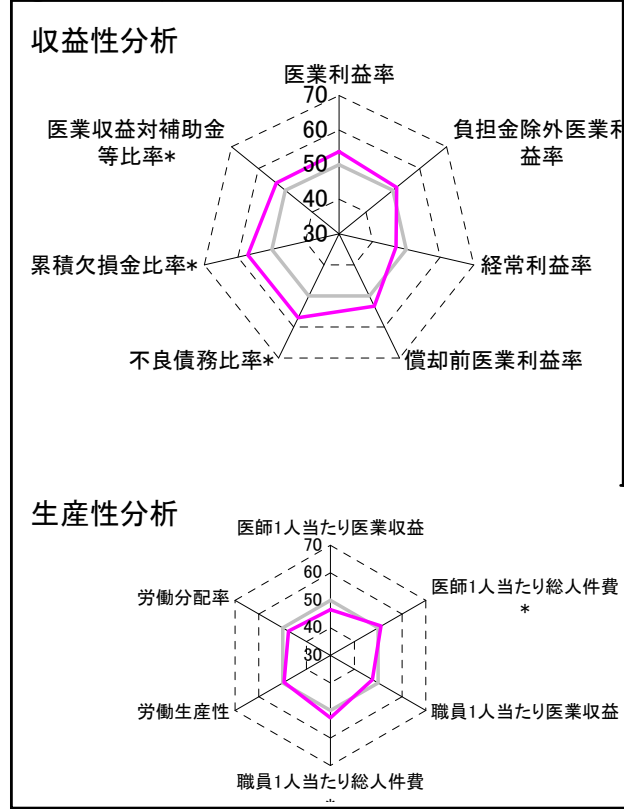 収益性分析
医業利益率
70
60
50
40
30
負担金除外医業利
益率
経常利益率
償却前医業利益率
不良債務比率*
累積欠損金比率*
医業収益対補助金
等比率*
生産性分析
医師1人当たり医業収益
70
60
50
40
30
医師1人当たり総人件費
*
職員1人当たり医業収益
職員1人当たり総人件費
*
労働生産性
労働分配率